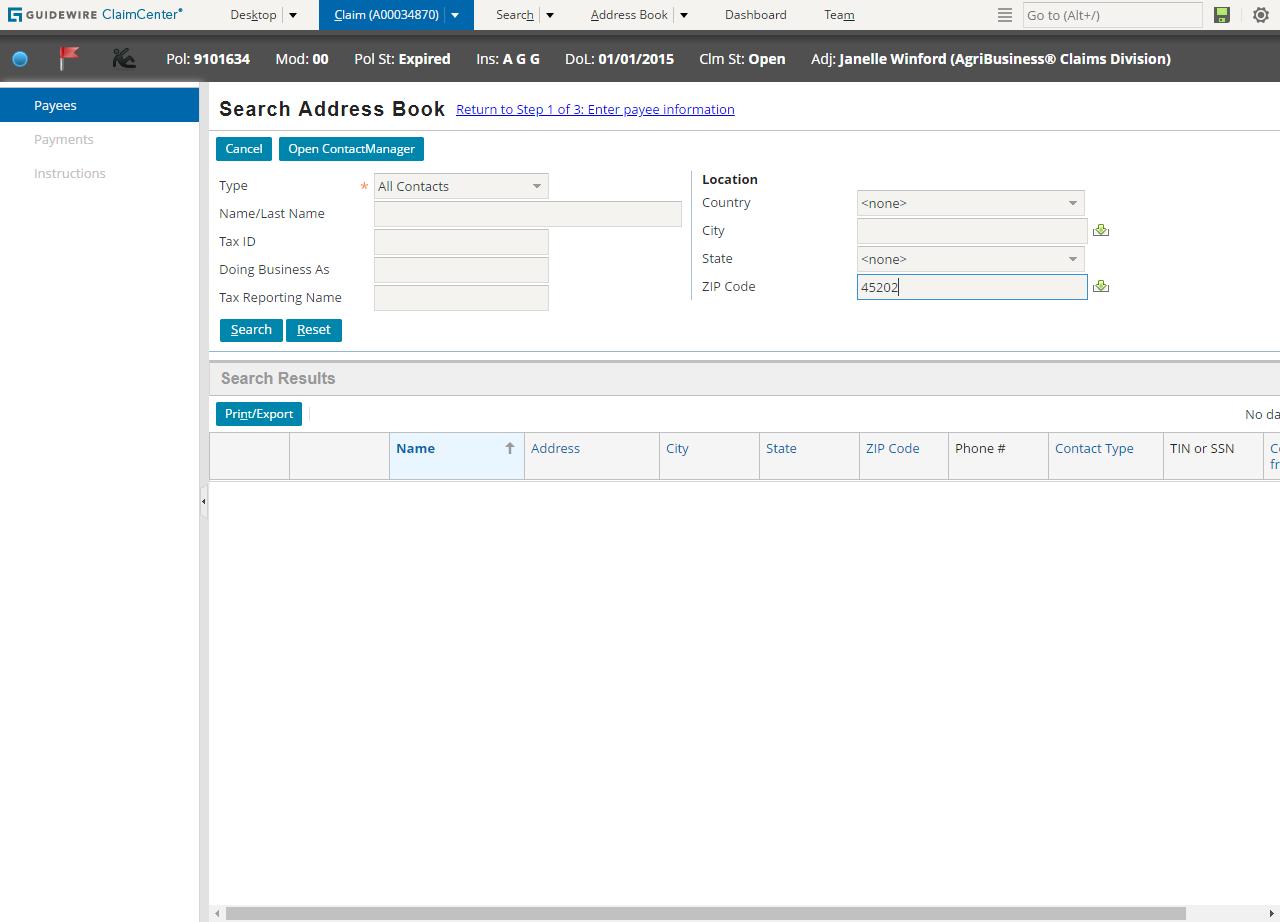 GUIDEWIRE ClaimCenter® Desktop Claim (A00034870) Search Address Book Dashboard Team Go to (Alt+/)
Pol: 9101634 Mod: 00 Pol St: Expired Ins: A G G DoL: 01/01/2015 Clm St: Open Adj: Janelle Winford (AgriBusiness® Claims Division)
Payees
Payments
Instructions
Search Address Book Return to Step 1 of 3: Enter payee information
Cancel Open ContactManager
Type * All Contacts
Name/Last Name
Tax ID
Doing Business As
Tax Reporting Name
Location
Country <none>
City
State <none>
ZIP Code 45202
Search Reset
Search Results
Print/Export No da
Name Address City State ZIP Code Phone # Contact Type TIN or SSN